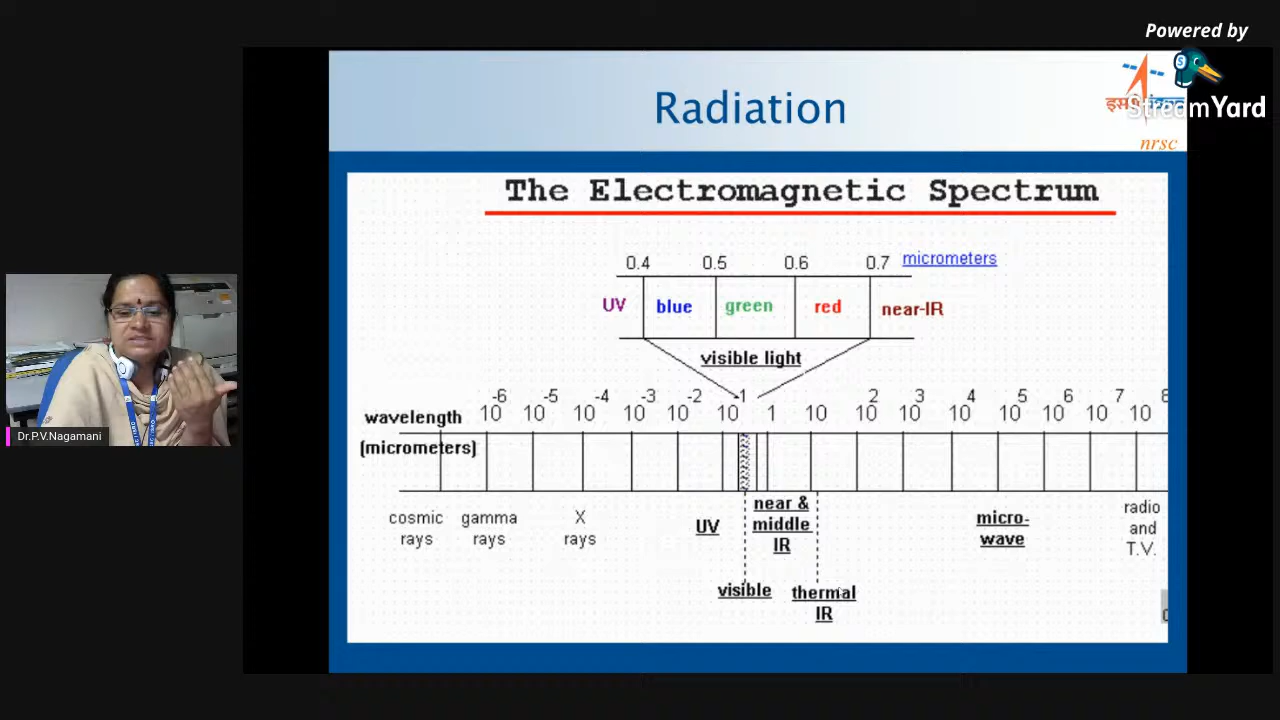 Powered by
StreamYard
Radiation
nrsc
The Electromagnetic Spectrum
0.4 0.5 0.6 0.7 micrometers
UV blue green red near-IR
visible light
wavelength 10-6 10-5 10-4 10-3 10-2 10-1 1 10 10 2 10 3 10 4 10 5 10 6 10 7 10 8
(micrometers)
cosmic rays
gamma rays
X rays
UV
near & middle IR
micro-wave
radio and T.V.
visible
thermal IR
Dr.P.V.Nagamani